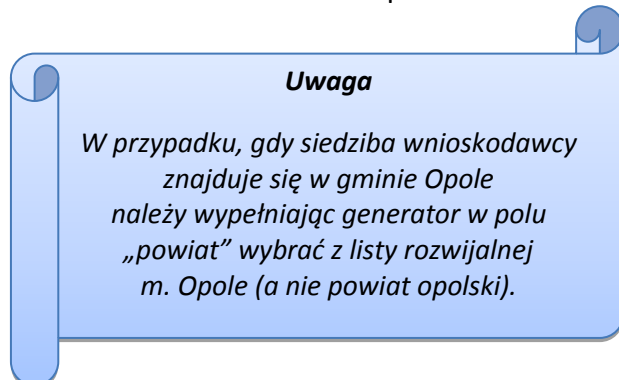 Uwaga
W przypadku, gdy siedziba wnioskodawcy
znajduje się w gminie Opole
należy wypełniając generator w polu
„powiat” wybrać z listy rozwijalnej
m. Opole (a nie powiat opolski).